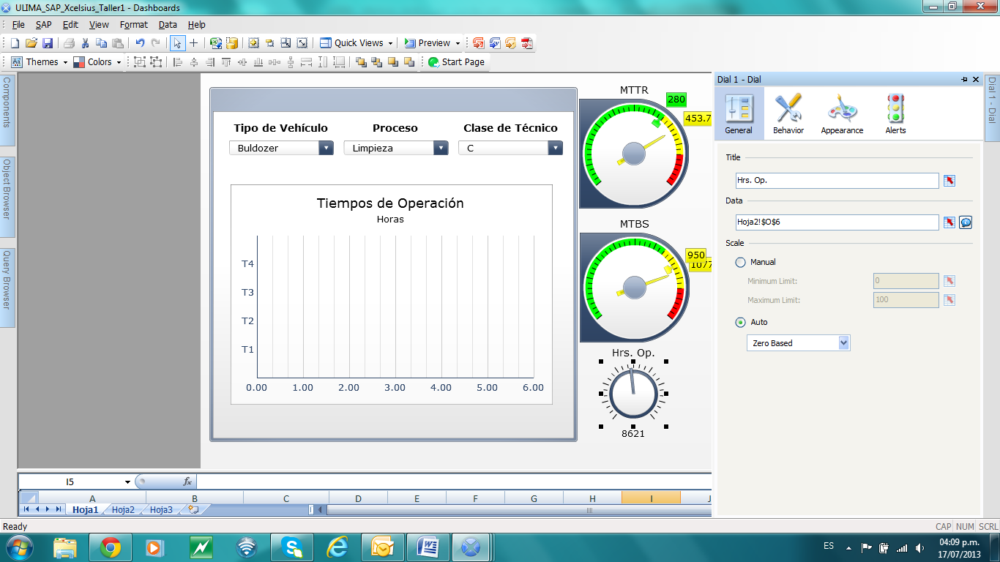 ULIMA_SAP_Xcelsius_Taller1 - Dashboards
File SAP Edit View Format Data Help
Quick Views Preview
Themes Colors Start Page
Components
Object Browser
Query Browser
Tipo de Vehículo Proceso Clase de Técnico
Buldozer Limpieza C
Tiempos de Operación
Horas
T4
T3
T2
T1
0.00 1.00 2.00 3.00 4.00 5.00 6.00
MTTR
280
453.7
MTBS
950
1077
Hrs. Op.
8621
Dial 1 - Dial
General Behavior Appearance Alerts
Title
Hrs. Op.
Data
Hoja2!$O$6
Scale
Manual
Minimum Limit: 0
Maximum Limit: 100
Auto
Zero Based
Dial 1 - Dial
I5 fx
A B C D E F G H I J
Hoja1 Hoja2 Hoja3
Ready CAP NUM SCRL
ES 04:09 p.m.
17/07/2013